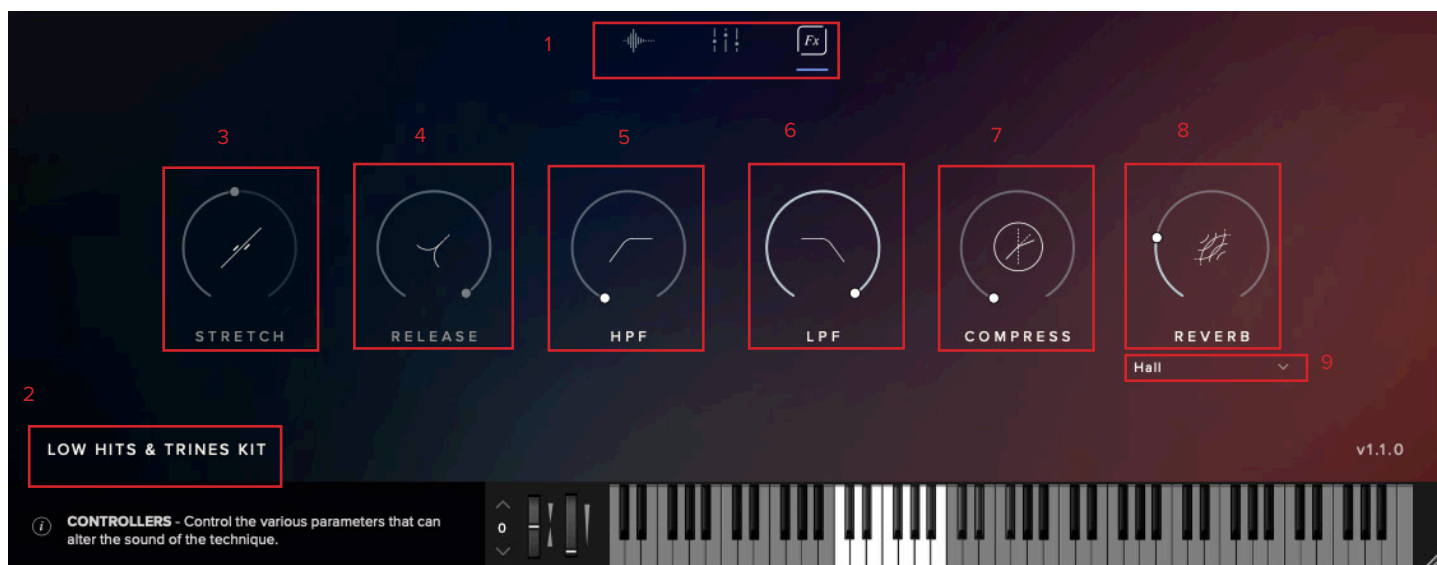 1
Fx
3
4
5
6
7
8
STRETCH
RELEASE
HPF
LPF
COMPRESS
REVERB
Hall
9
2
LOW HITS & TRINES KIT
v1.1.0
i
CONTROLLERS - Control the various parameters that can
alter the sound of the technique.
0